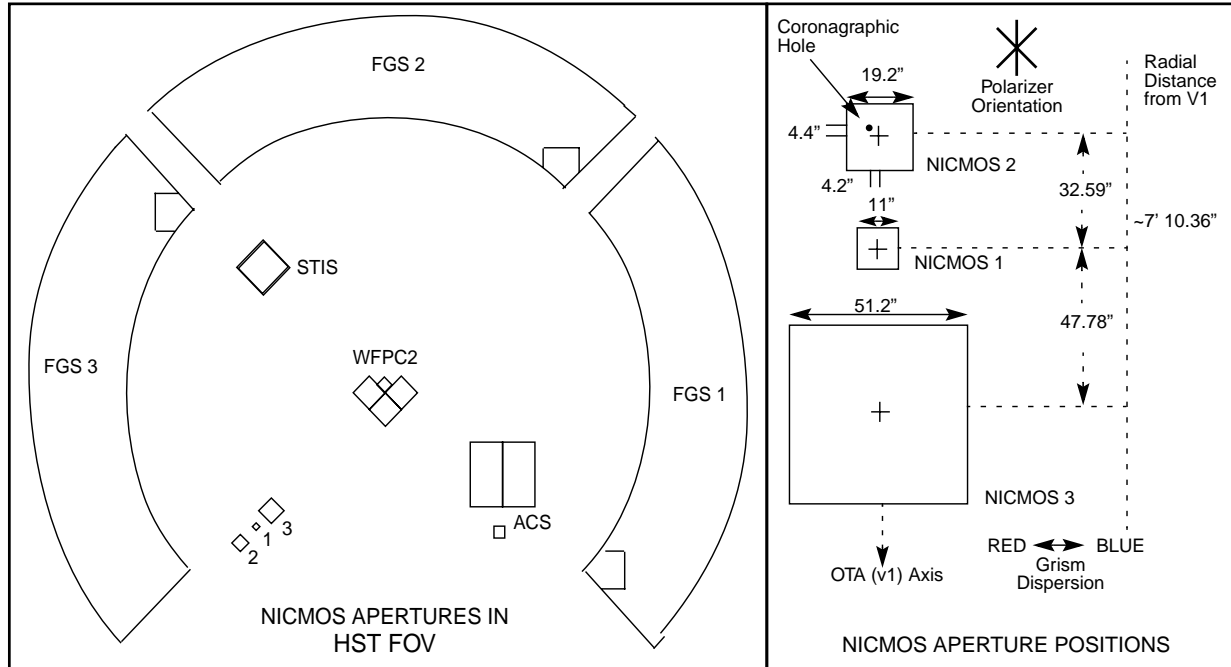 FGS 2
FGS 3
FGS 1
STIS
WFPC2
ACS
3
1
2
NICMOS APERTURES IN
HST FOV
Coronagraphic
Hole
19.2”
Polarizer
Orientation
Radial
Distance
from V1
4.4”
NICMOS 2
4.2”
32.59”
11”
~7’ 10.36”
NICMOS 1
51.2”
47.78”
NICMOS 3
RED
BLUE
Grism
Dispersion
OTA (v1) Axis
NICMOS APERTURE POSITIONS